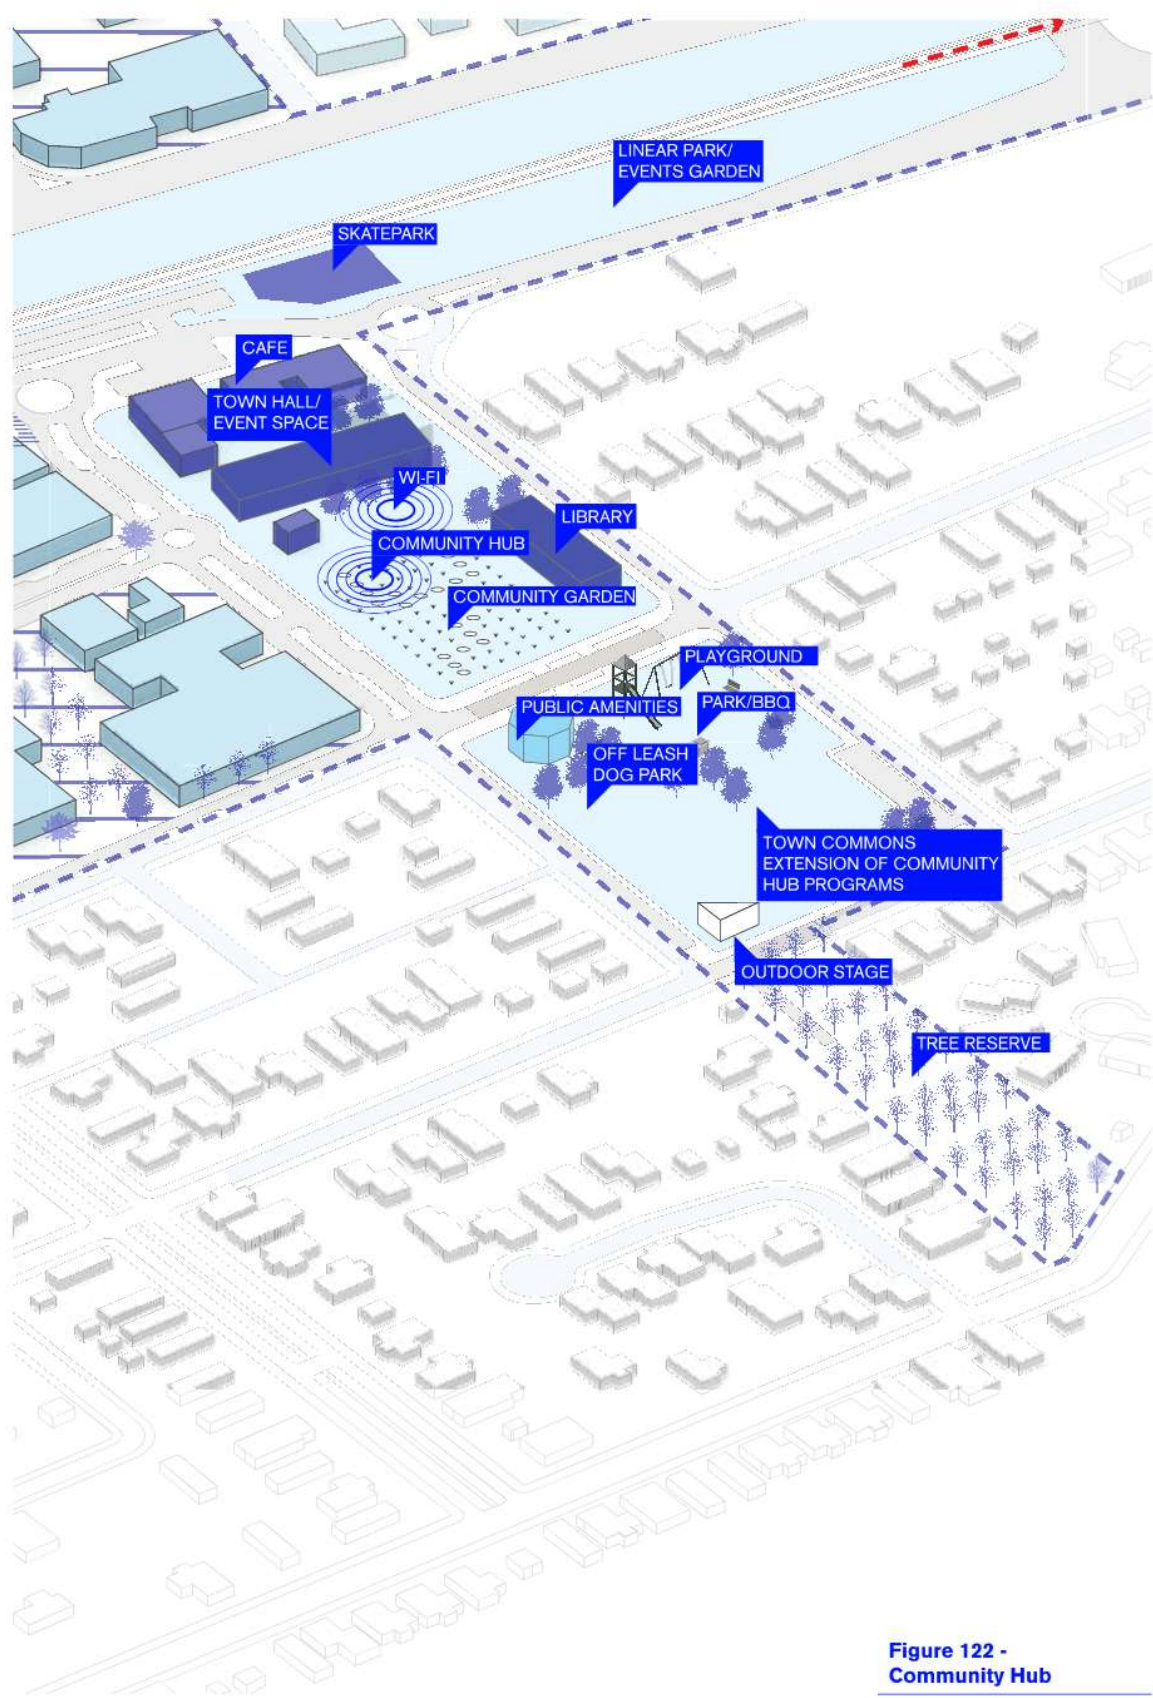 LINEAR PARK/
EVENTS GARDEN
SKATEPARK
CAFE
TOWN HALL/
EVENT SPACE
WI-FI
LIBRARY
COMMUNITY HUB
COMMUNITY GARDEN
PLAYGROUND
PUBLIC AMENITIES
PARK/BBQ
OFF LEASH
DOG PARK
TOWN COMMONS
EXTENSION OF COMMUNITY
HUB PROGRAMS
OUTDOOR STAGE
TREE RESERVE
Figure 122 -
Community Hub